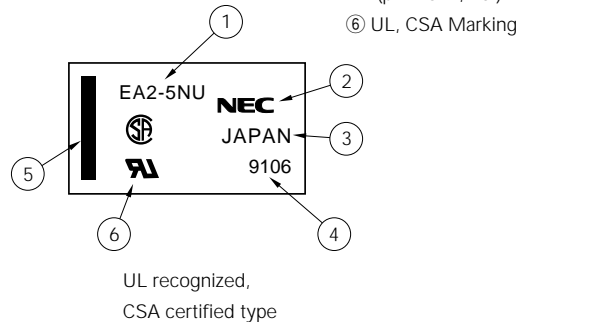 ⑥ UL, CSA Marking
1
EA2-5NU
NEC
2
JAPAN
3
5
9106
6
4
UL recognized,
CSA certified type